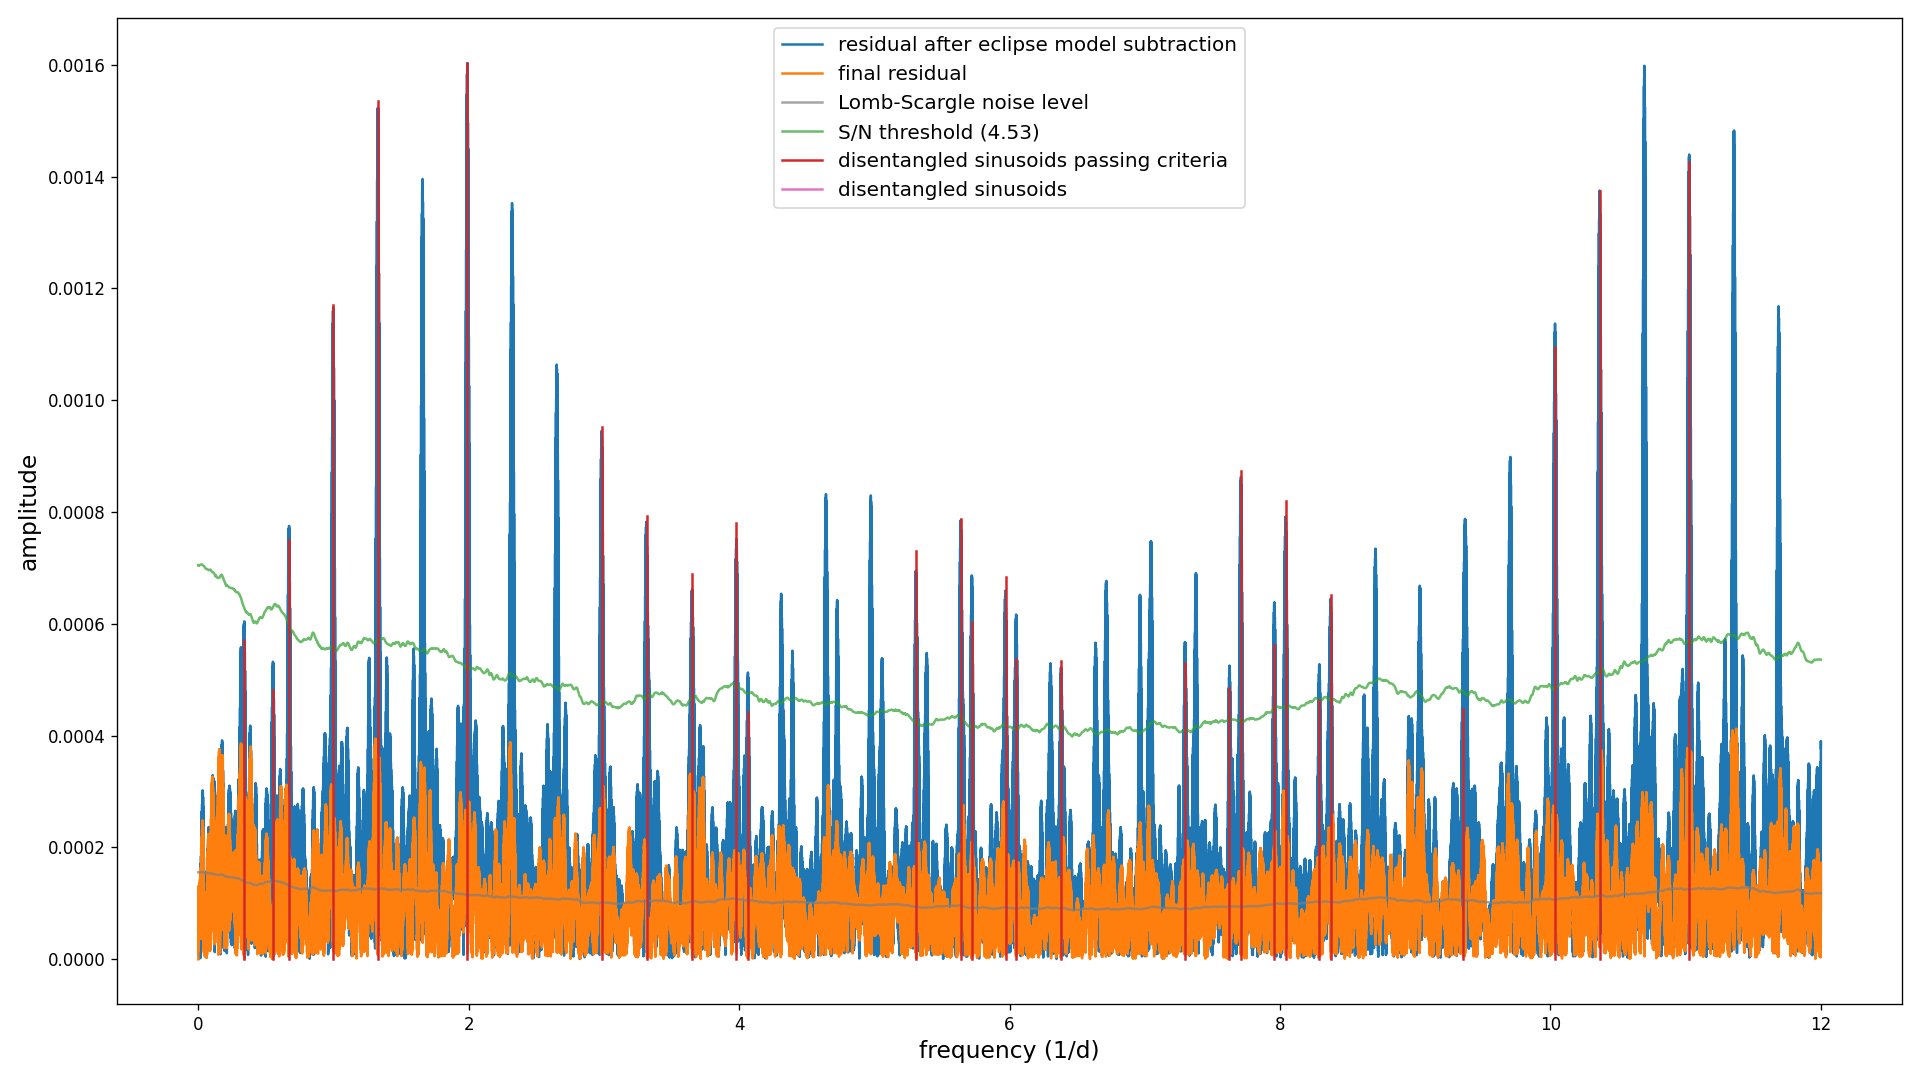 residual after eclipse model subtraction
final residual
Lomb-Scargle noise level
S/N threshold (4.53)
disentangled sinusoids passing criteria
disentangled sinusoids
amplitude
0.0016
0.0014
0.0012
0.0010
0.0008
0.0006
0.0004
0.0002
0.0000
0 2 4 6 8 10 12
frequency (1/d)